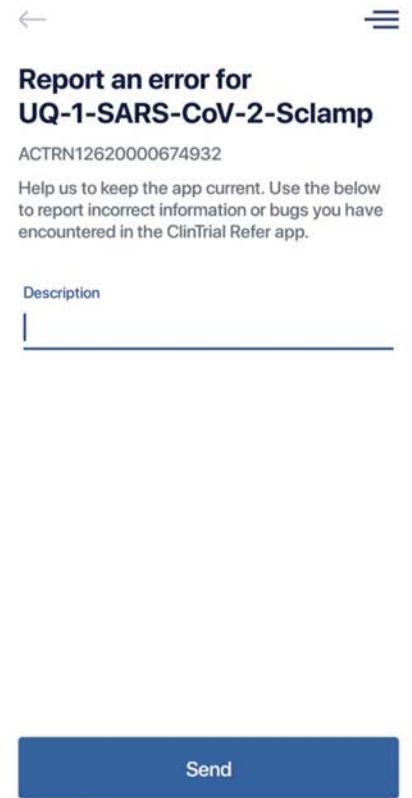 Report an error for
UQ-1-SARS-CoV-2-Sclamp
ACTRN12620000674932
Help us to keep the app current. Use the below
to report incorrect information or bugs you have
encountered in the ClinTrial Refer app.
Description
Send